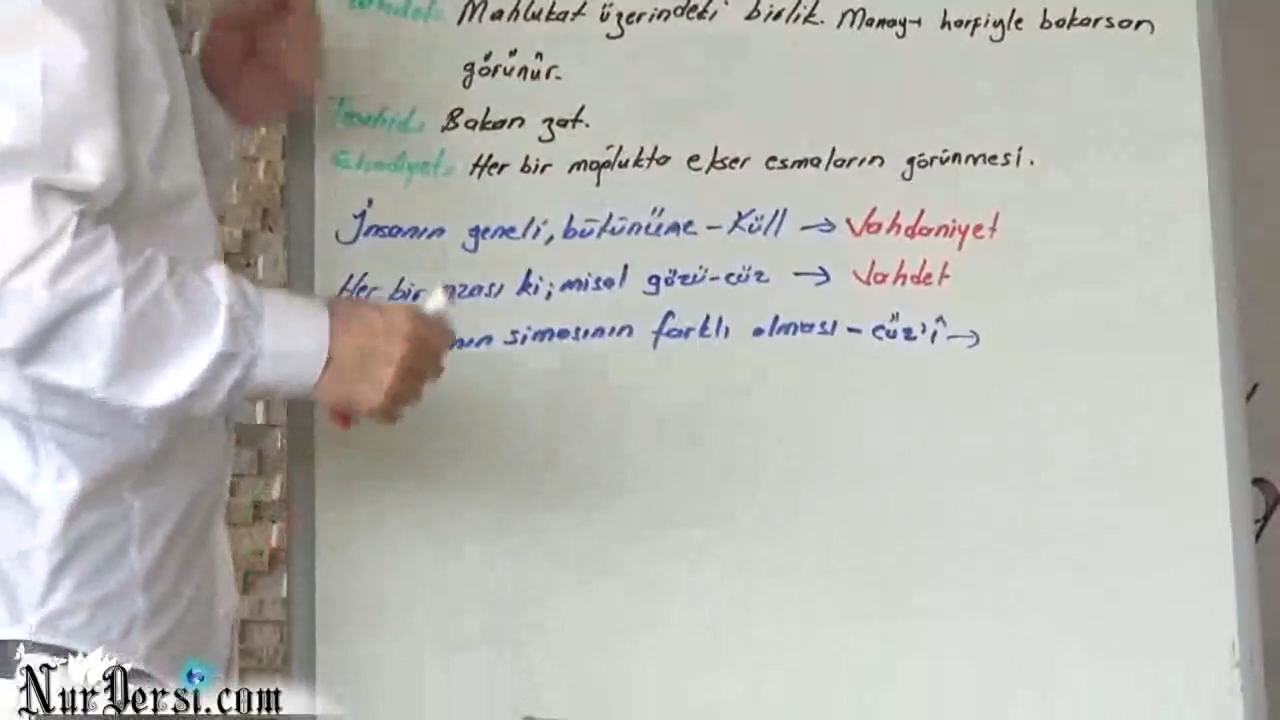 Vahdet: Mahlukat üzerindeki birlik. Manay-ı harfiyle bakarsan
görünür.
Tevhid: Bakan zat.
Ehadiyet: Her bir mahlukta ekser esmaların görünmesi.
İnsanın geneli, bütününe - Küll → Vahdaniyet
Her bir azası ki; misal gözü - cüz → Vahdet
simasının farklı olması - cüz'î →
NurDersi.com